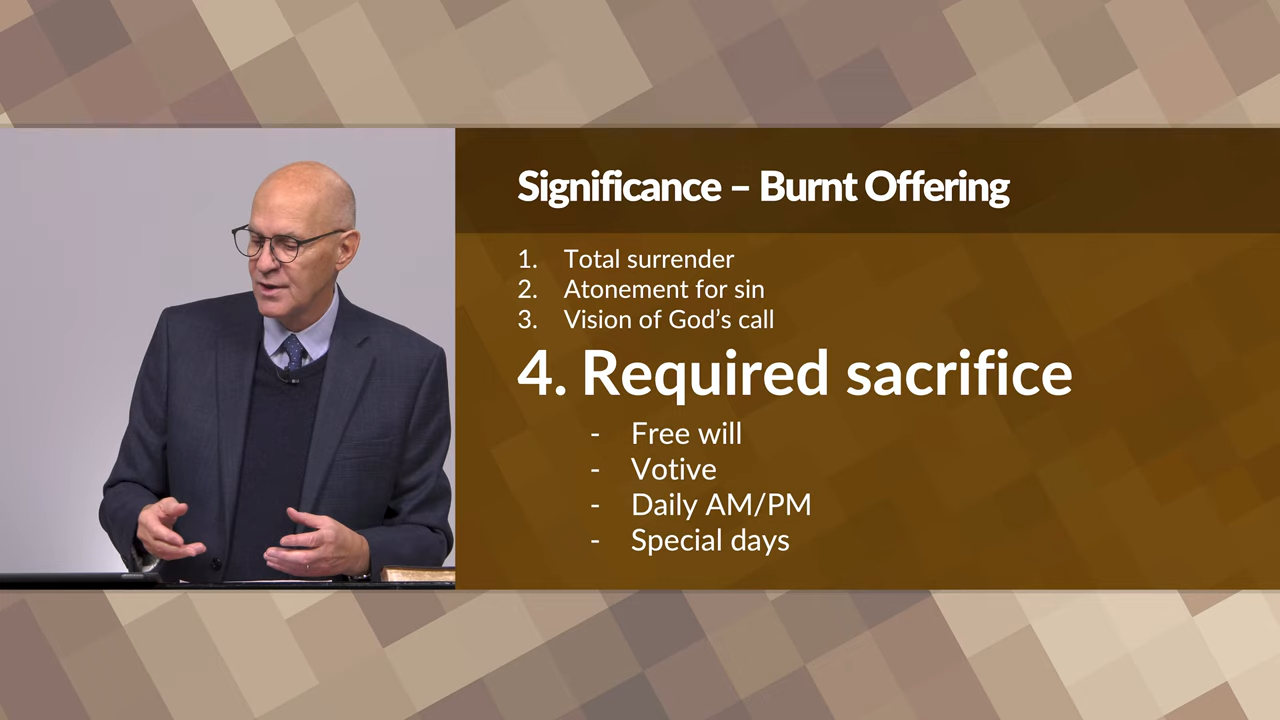 Significance – Burnt Offering
1. Total surrender
2. Atonement for sin
3. Vision of God’s call
4. Required sacrifice
- Free will
- Votive
- Daily AM/PM
- Special days